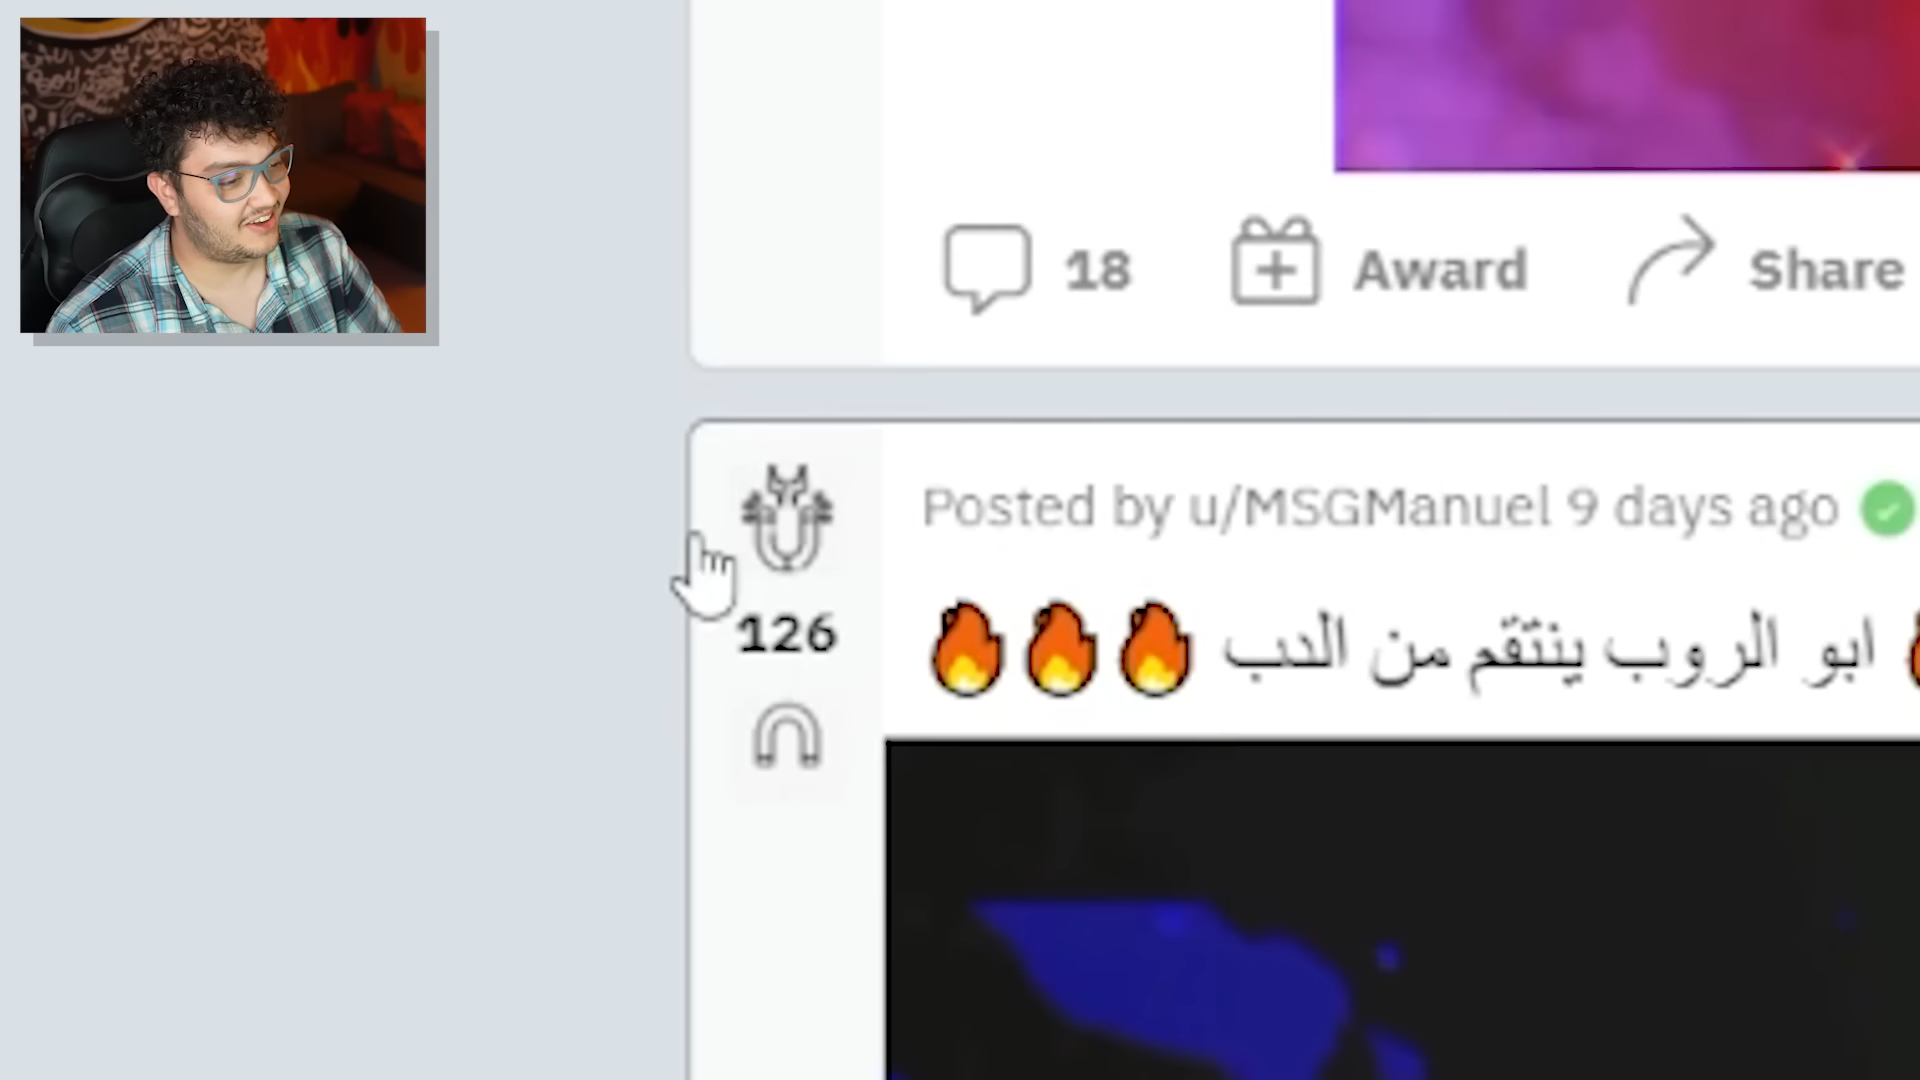 18 Award Share
Posted by u/MSGManuel 9 days ago
126
🔥 ابو الروب ينتقم من الدب 🔥🔥🔥